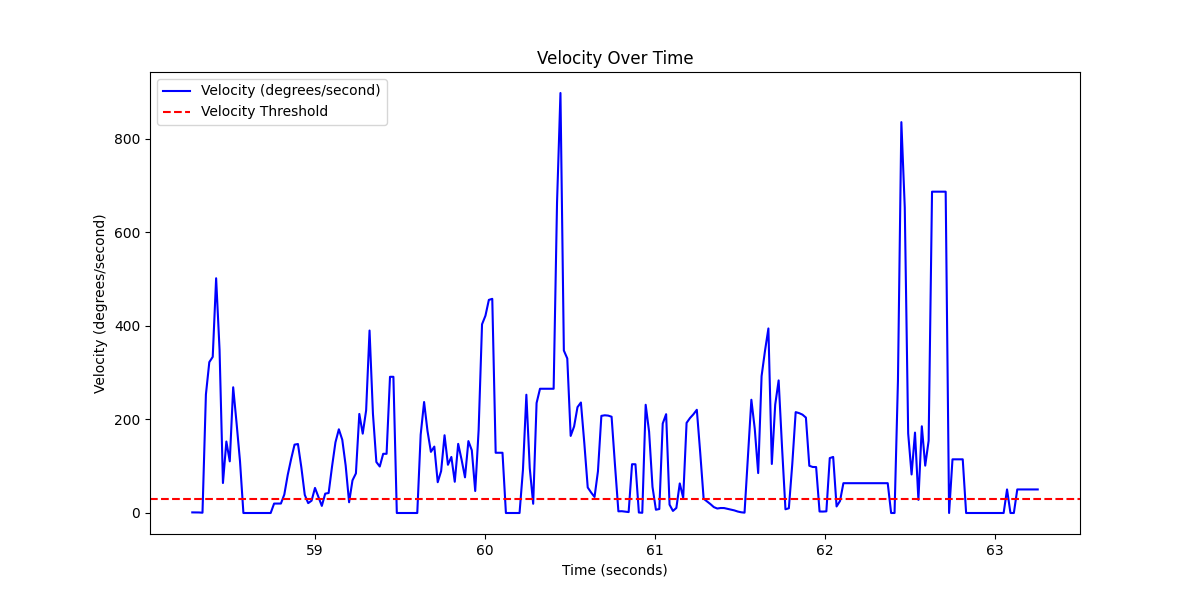 Velocity Over Time
Velocity (degrees/second)
Velocity Threshold
Velocity (degrees/second)
800
600
400
200
0
59
60
61
62
63
Time (seconds)